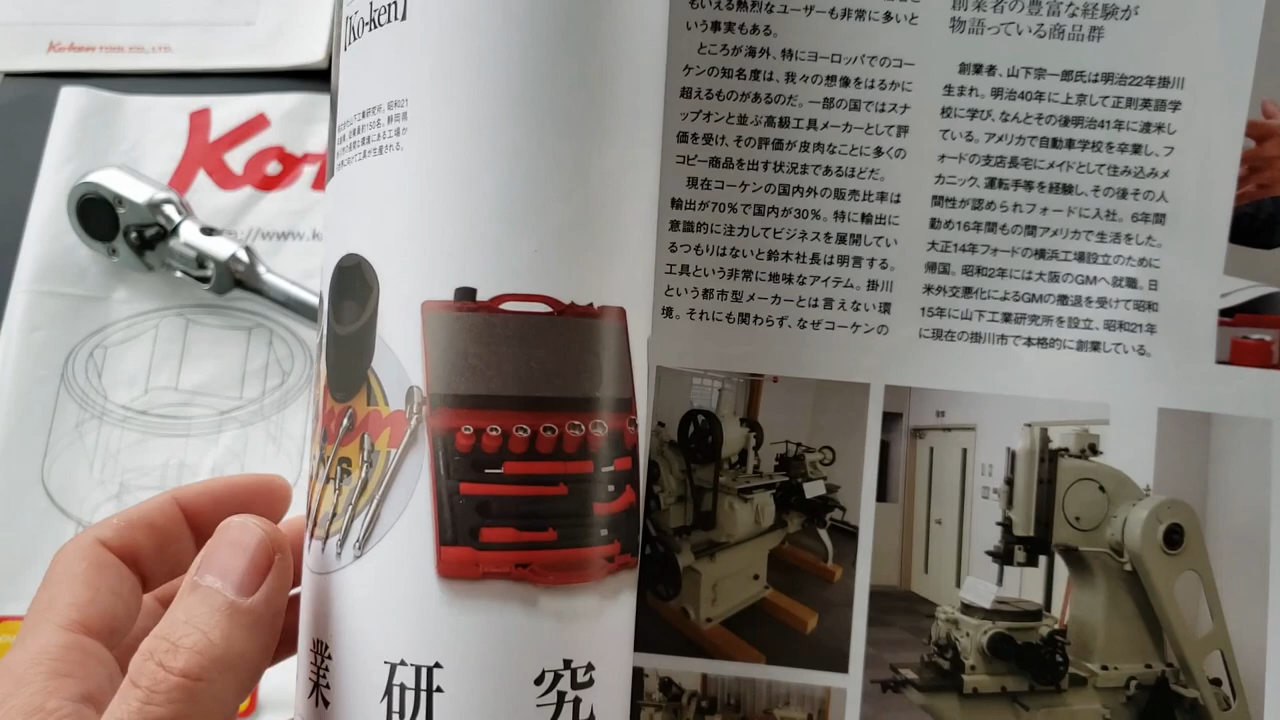 Ko-ken TOOL CO., LTD.
Ko
://www.k
【Ko-ken】
業 研 究
もいえる熱烈なユーザーも非常に多いと
いう事実もある。
ところが海外、特にヨーロッパでのコー
ケンの知名度は、我々の想像をはるかに
超えるものがあるのだ。一部の国ではスナ
ップオンと並ぶ高級工具メーカーとして評
価を受け、その評価が皮肉なことに多くの
コピー商品を出す状況まであるほどだ。
現在コーケンの国内外の販売比率は
輸出が70%で国内が30%。特に輸出に
意識的に注力してビジネスを展開してい
るつもりはないと鈴木社長は明言する。
工具という非常に地味なアイテム。掛川
という都市型メーカーとは言えない環
境。それにも関わらず、なぜコーケンの
創業者の豊富な経験が
物語っている商品群
創業者、山下宗一郎氏は明治22年掛川
生まれ。明治40年に上京して正則英語学
校に学び、なんとその後明治41年に渡米し
ている。アメリカで自動車学校を卒業し、フ
ォードの支店長宅にメイドとして住み込みメ
カニック、運転手等を経験し、その後その人
間性が認められフォードに入社。6年間
勤め16年間もの間アメリカで生活をした。
大正14年フォードの横浜工場設立のために
帰国。昭和2年には大阪のGMへ就職。日
米外交悪化によるGMの撤退を受けて昭和
15年に山下工業研究所を設立、昭和21年
に現在の掛川市で本格的に創業している。